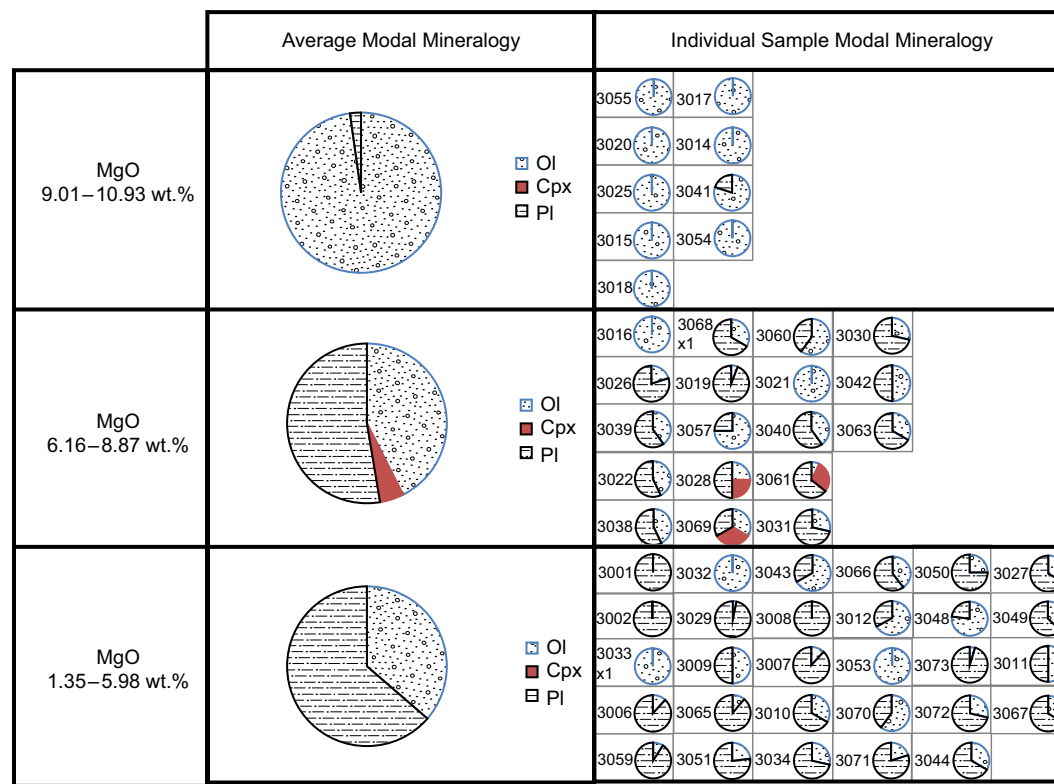 Average Modal Mineralogy
Individual Sample Modal Mineralogy
MgO
9.01–10.93 wt.%
Ol
Cpx
Pl
3055 3017
3020 3014
3025 3041
3015 3054
3018
MgO
6.16–8.87 wt.%
Ol
Cpx
Pl
3016 3068 x1 3060 3030
3026 3019 3021 3042
3039 3057 3040 3063
3022 3028 3061
3038 3069 3031
MgO
1.35–5.98 wt.%
Ol
Cpx
Pl
3001 3032 3043 3066 3050 3027
3002 3029 3008 3012 3048 3049
3033 x1 3009 3007 3053 3073 3011
3006 3065 3010 3070 3072 3067
3059 3051 3034 3071 3044